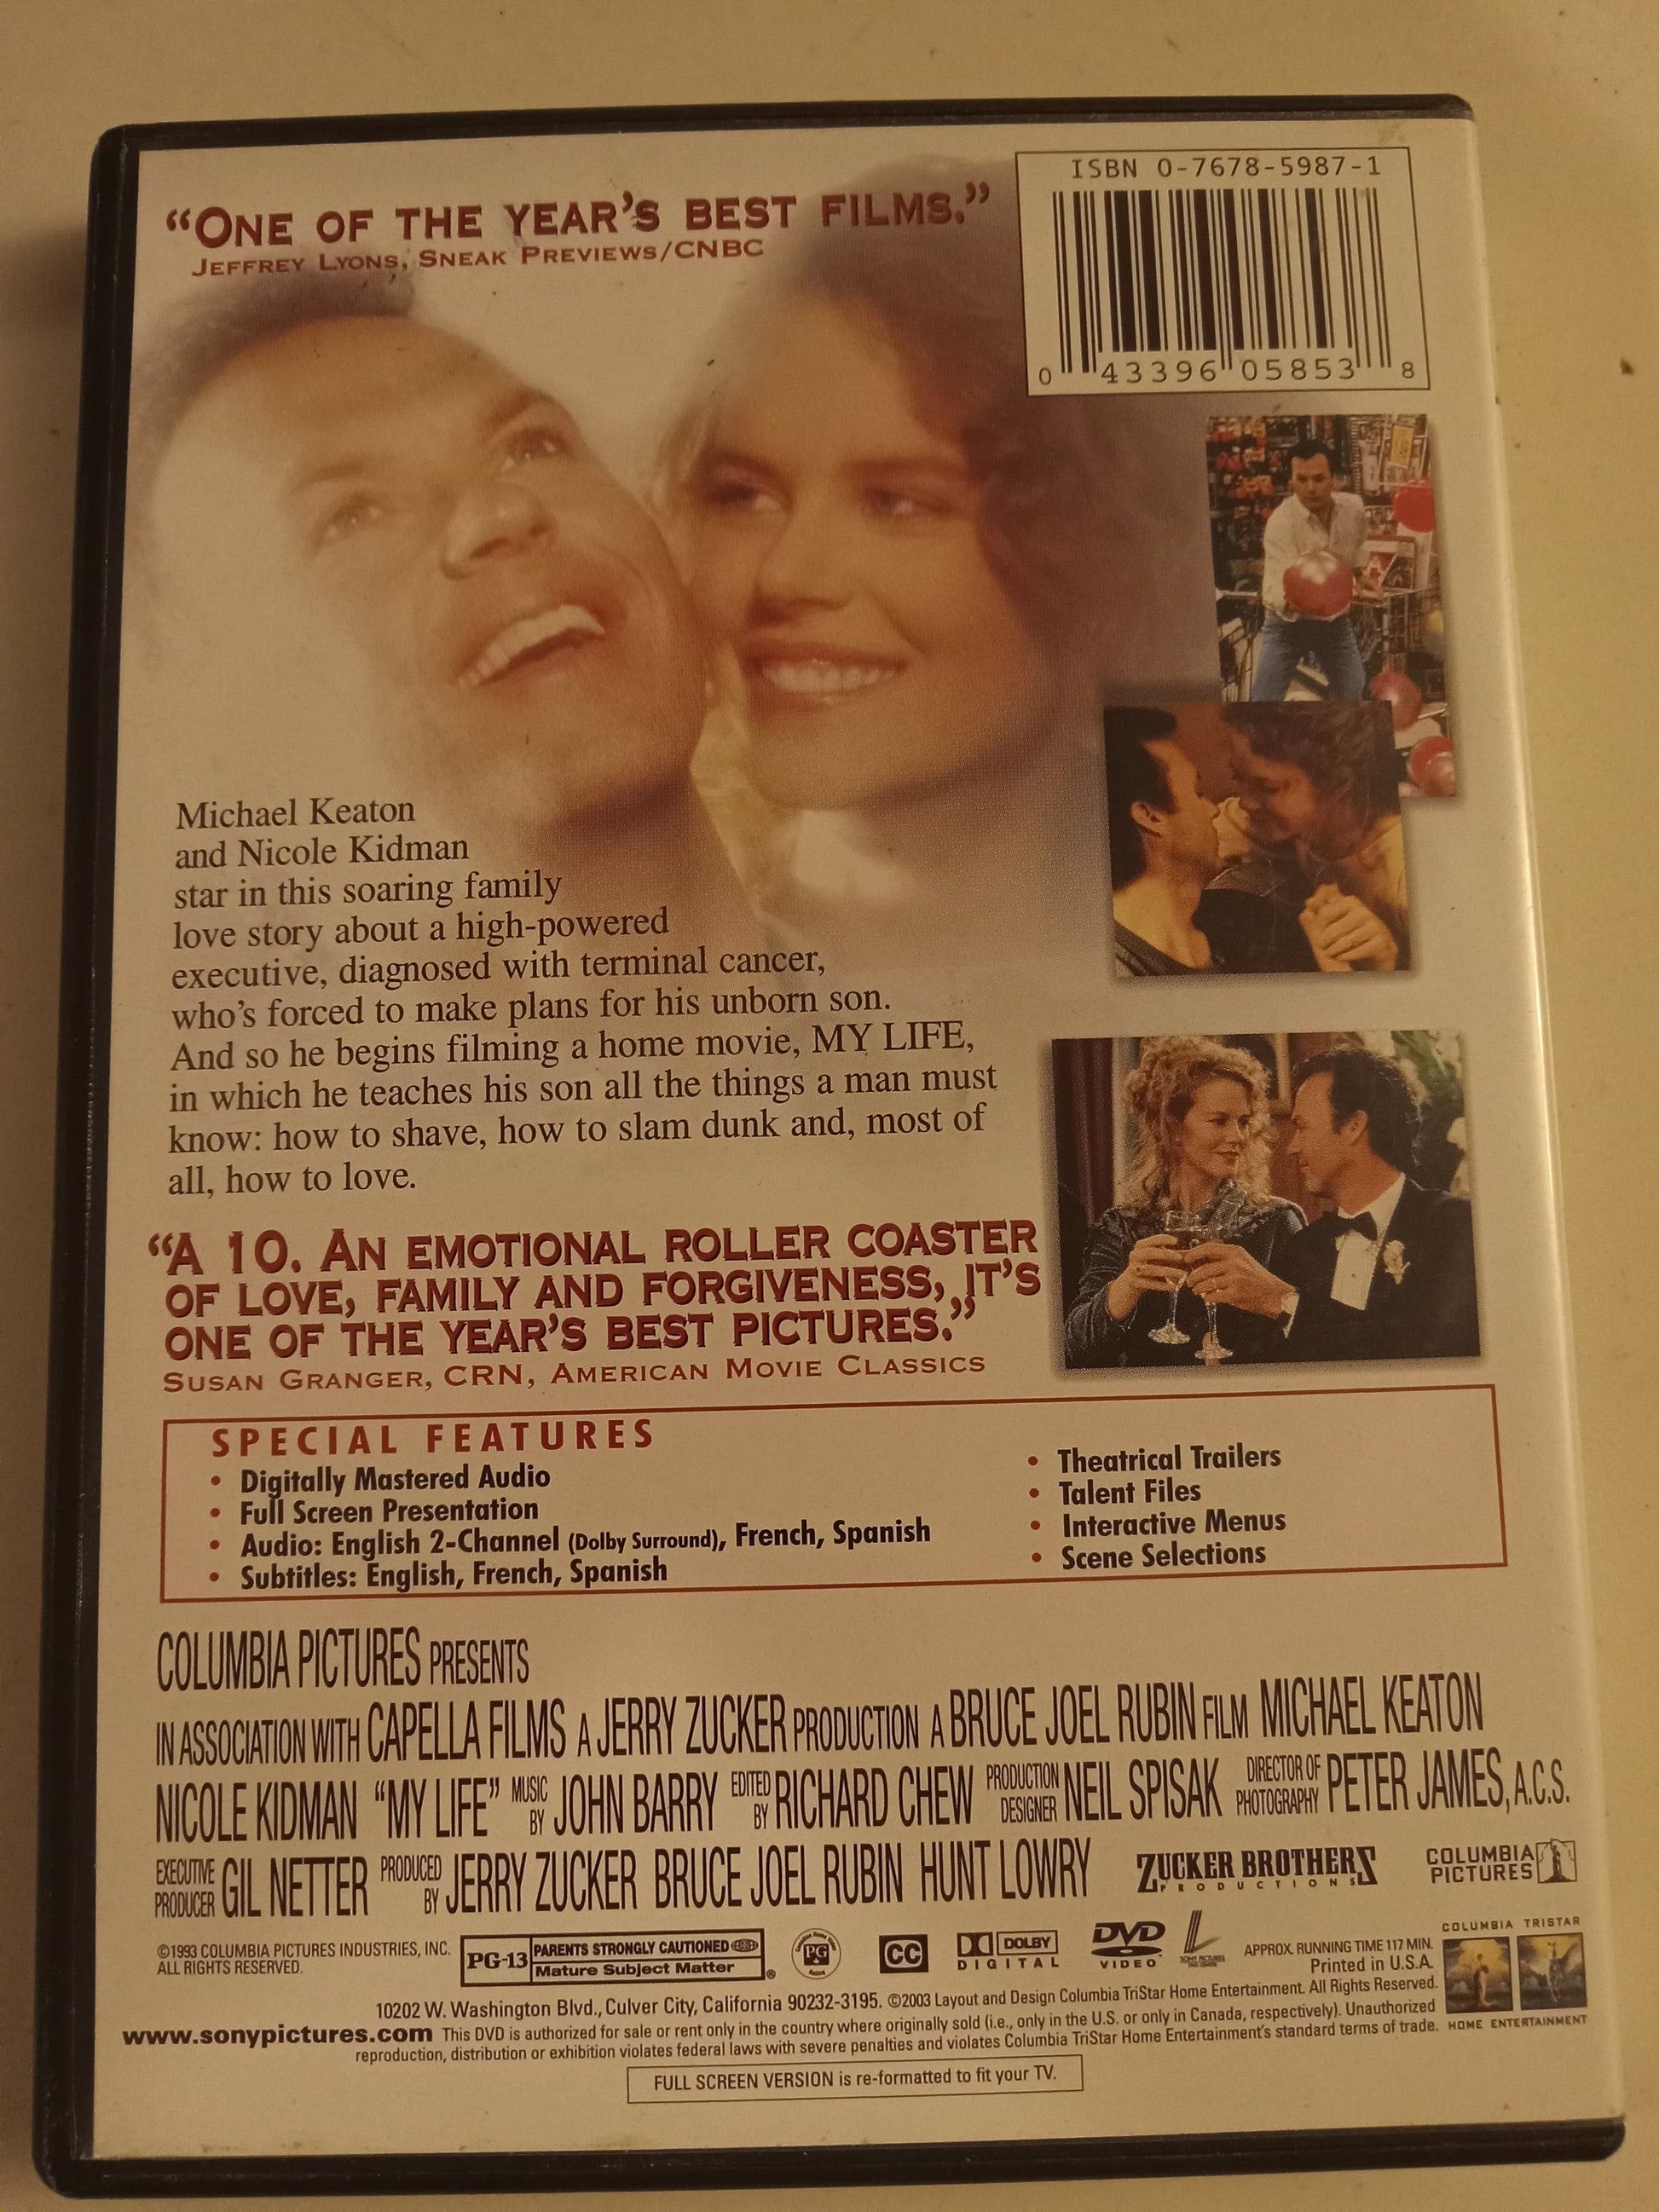 “ONE OF THE YEAR’S BEST FILMS.”
JEFFREY LYONS, SNEAK PREVIEWS/CNBC
ISBN 0-7678-5987-1
0 43396 05853 8
Michael Keaton
and Nicole Kidman
star in this soaring family
love story about a high-powered
executive, diagnosed with terminal cancer,
who’s forced to make plans for his unborn son.
And so he begins filming a home movie, MY LIFE,
in which he teaches his son all the things a man must
know: how to shave, how to slam dunk and, most of
all, how to love.
“A 10. AN EMOTIONAL ROLLER COASTER
OF LOVE, FAMILY AND FORGIVENESS, IT’S
ONE OF THE YEAR’S BEST PICTURES.”
SUSAN GRANGER, CRN, AMERICAN MOVIE CLASSICS
SPECIAL FEATURES
• Digitally Mastered Audio
• Full Screen Presentation
• Audio: English 2-Channel (Dolby Surround), French, Spanish
• Subtitles: English, French, Spanish
• Theatrical Trailers
• Talent Files
• Interactive Menus
• Scene Selections
COLUMBIA PICTURES PRESENTS
IN ASSOCIATION WITH CAPELLA FILMS A JERRY ZUCKER PRODUCTION A BRUCE JOEL RUBIN FILM MICHAEL KEATON
NICOLE KIDMAN “MY LIFE” MUSIC BY JOHN BARRY EDITED BY RICHARD CHEW PRODUCTION DESIGNER NEIL SPISAK DIRECTOR OF PHOTOGRAPHY PETER JAMES, A.C.S.
EXECUTIVE PRODUCER GIL NETTER PRODUCED BY JERRY ZUCKER BRUCE JOEL RUBIN HUNT LOWRY
ZUCKER BROTHERS
PRODUCTIONS
COLUMBIA
PICTURES
©1993 COLUMBIA PICTURES INDUSTRIES, INC.
ALL RIGHTS RESERVED.
PG-13 PARENTS STRONGLY CAUTIONED
Mature Subject Matter
®
PG
CC
DOLBY
DIGITAL
DVD
VIDEO
APPROX. RUNNING TIME 117 MIN.
Printed in U.S.A.
COLUMBIA TRISTAR
HOME ENTERTAINMENT
10202 W. Washington Blvd., Culver City, California 90232-3195. ©2003 Layout and Design Columbia TriStar Home Entertainment. All Rights Reserved.
www.sonypictures.com This DVD is authorized for sale or rent only in the country where originally sold (i.e., only in the U.S. or only in Canada, respectively). Unauthorized
reproduction, distribution or exhibition violates federal laws with severe penalties and violates Columbia TriStar Home Entertainment’s standard terms of trade.
FULL SCREEN VERSION is re-formatted to fit your TV.